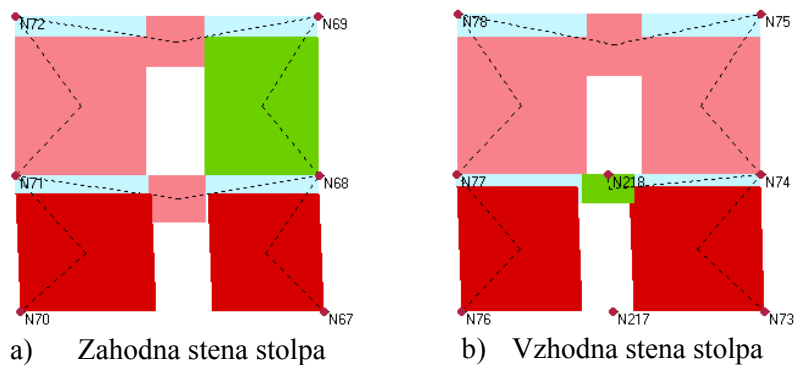 N72
N69
N78
N75
N71
N68
N77
N218
N74
N70
N67
N76
N217
N73
a) Zahodna stena stolpa
b) Vzhodna stena stolpa